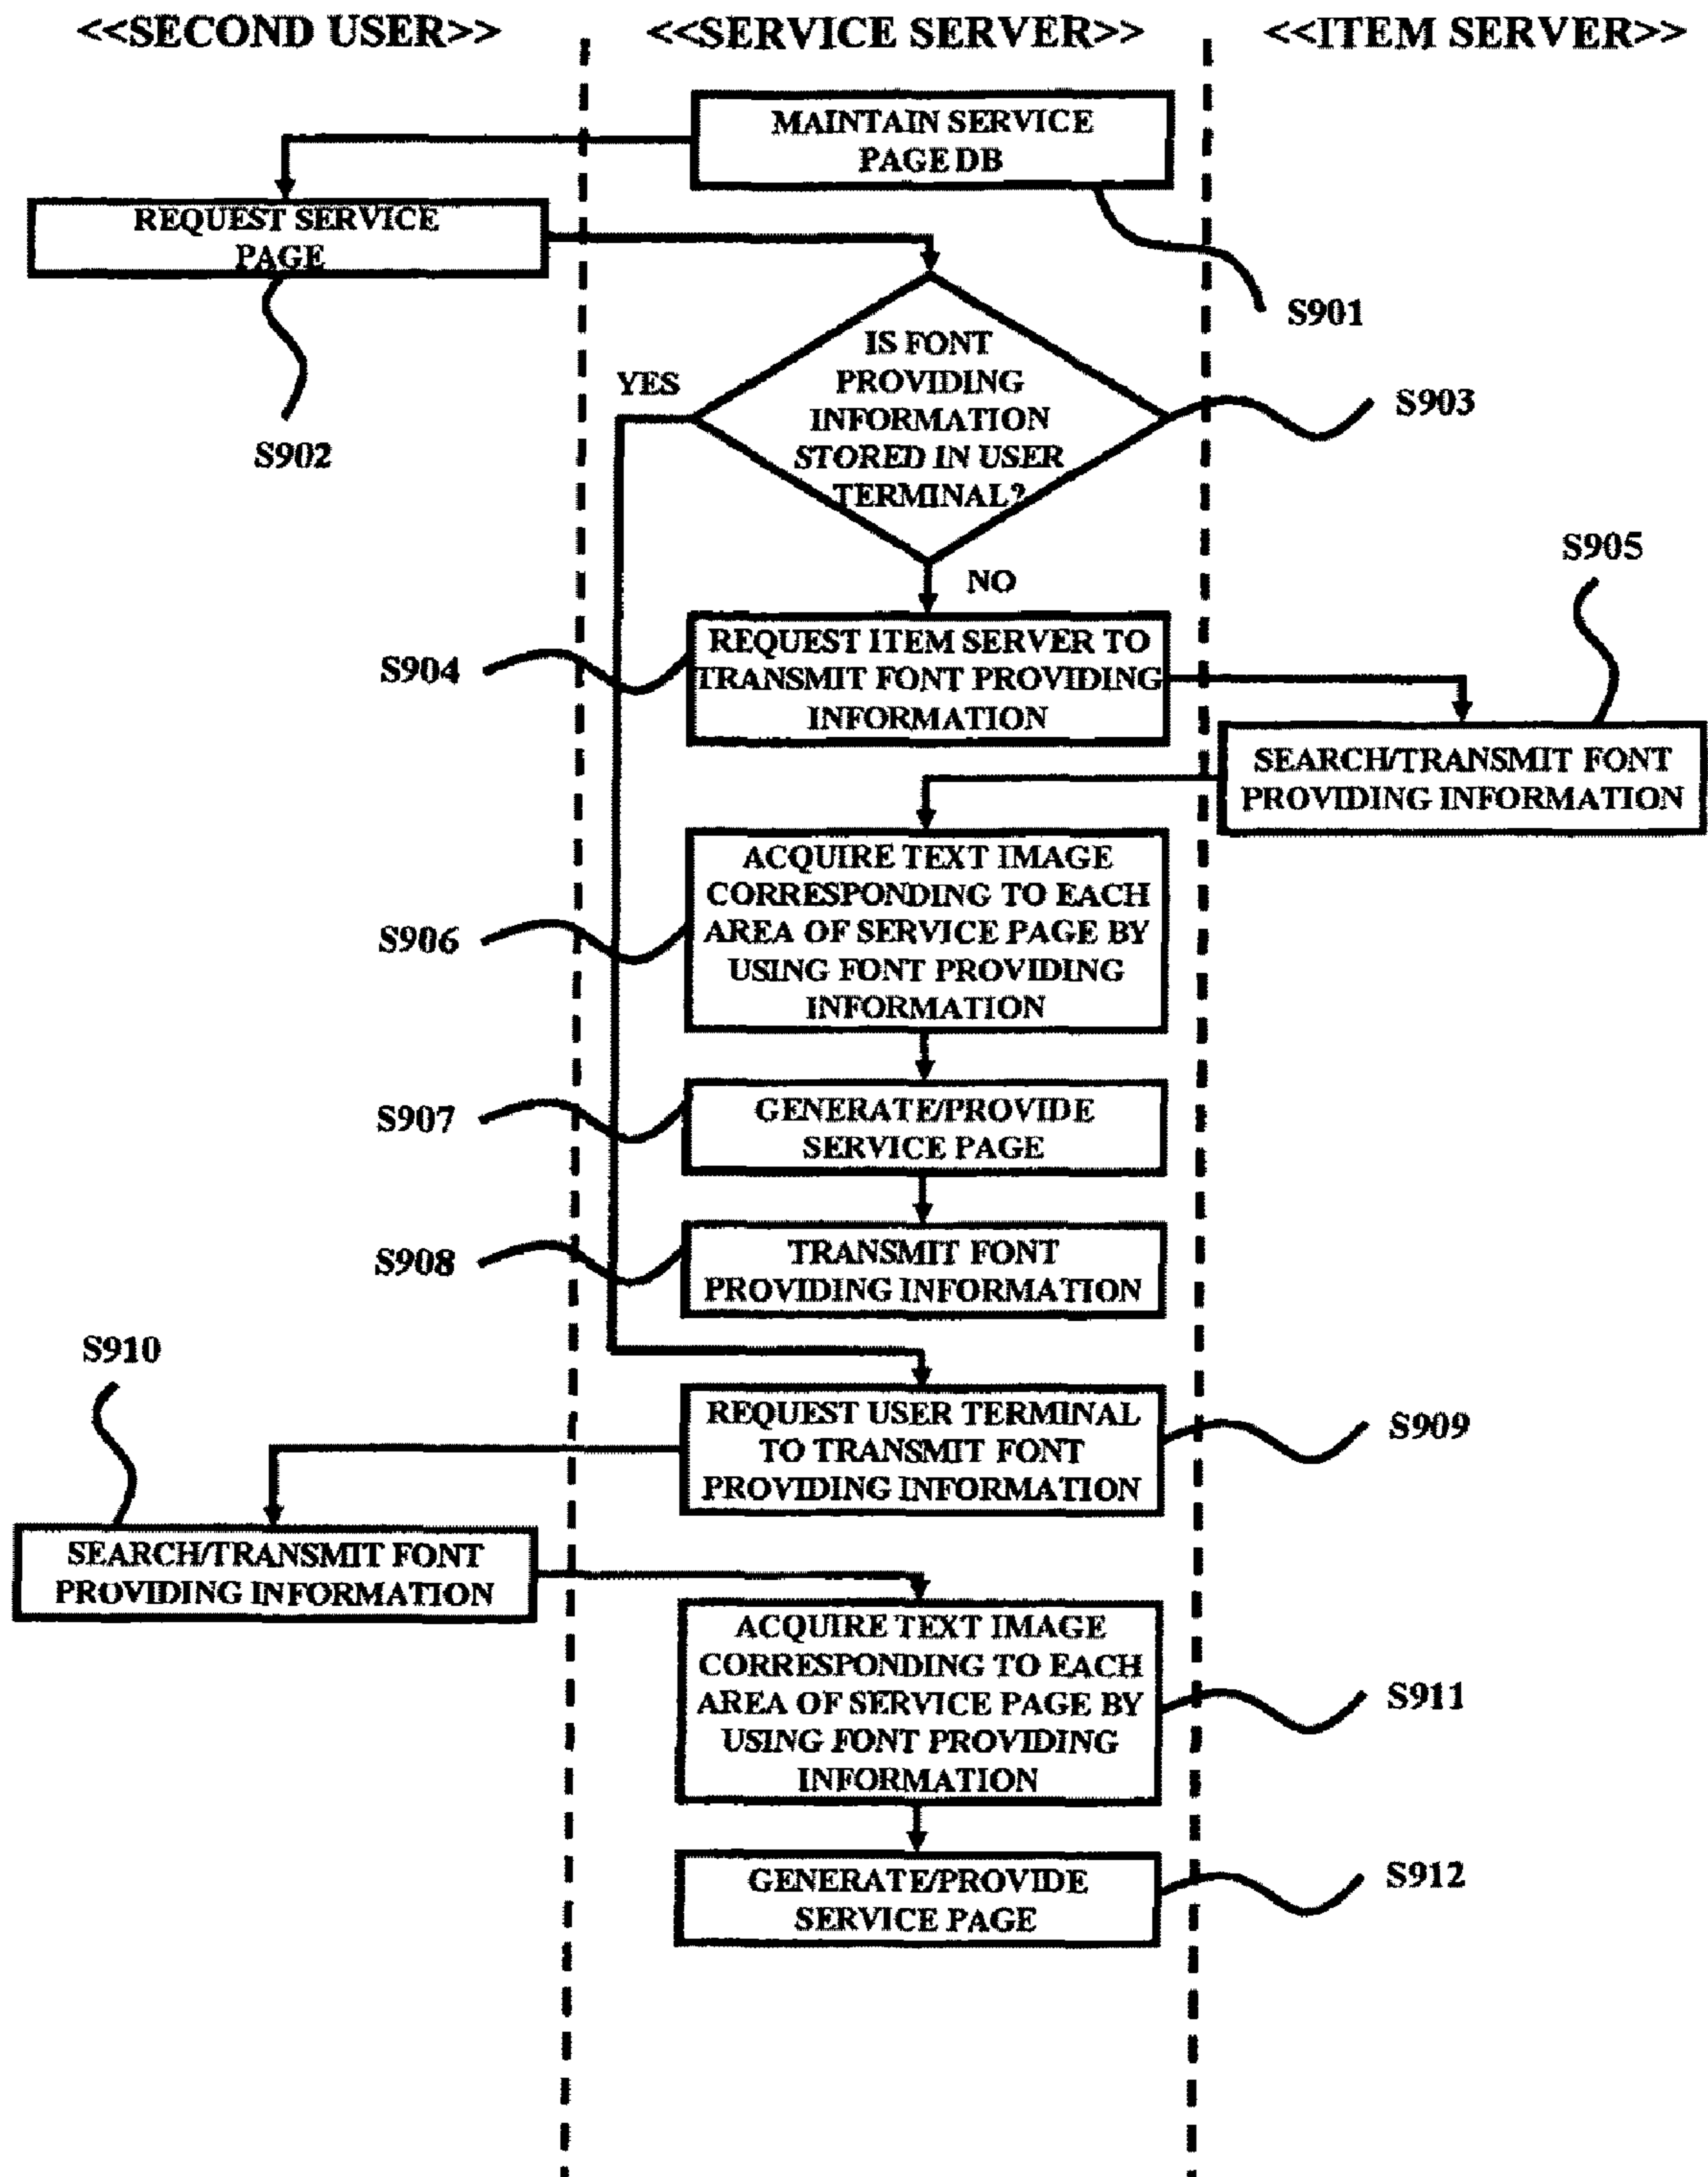 <<SECOND USER>>
<<SERVICE SERVER>>
<<ITEM SERVER>>
MAINTAIN SERVICE
PAGE DB
REQUEST SERVICE
PAGE
S901
S902
IS FONT
PROVIDING
INFORMATION
STORED IN USER
TERMINAL?
YES
S903
NO
S904
REQUEST ITEM SERVER TO
TRANSMIT FONT PROVIDING
INFORMATION
S905
SEARCH/TRANSMIT FONT
PROVIDING INFORMATION
S906
ACQUIRE TEXT IMAGE
CORRESPONDING TO EACH
AREA OF SERVICE PAGE BY
USING FONT PROVIDING
INFORMATION
S907
GENERATE/PROVIDE
SERVICE PAGE
S908
TRANSMIT FONT
PROVIDING INFORMATION
S910
REQUEST USER TERMINAL
TO TRANSMIT FONT
PROVIDING INFORMATION
S909
SEARCH/TRANSMIT FONT
PROVIDING INFORMATION
ACQUIRE TEXT IMAGE
CORRESPONDING TO EACH
AREA OF SERVICE PAGE BY
USING FONT PROVIDING
INFORMATION
S911
GENERATE/PROVIDE
SERVICE PAGE
S912